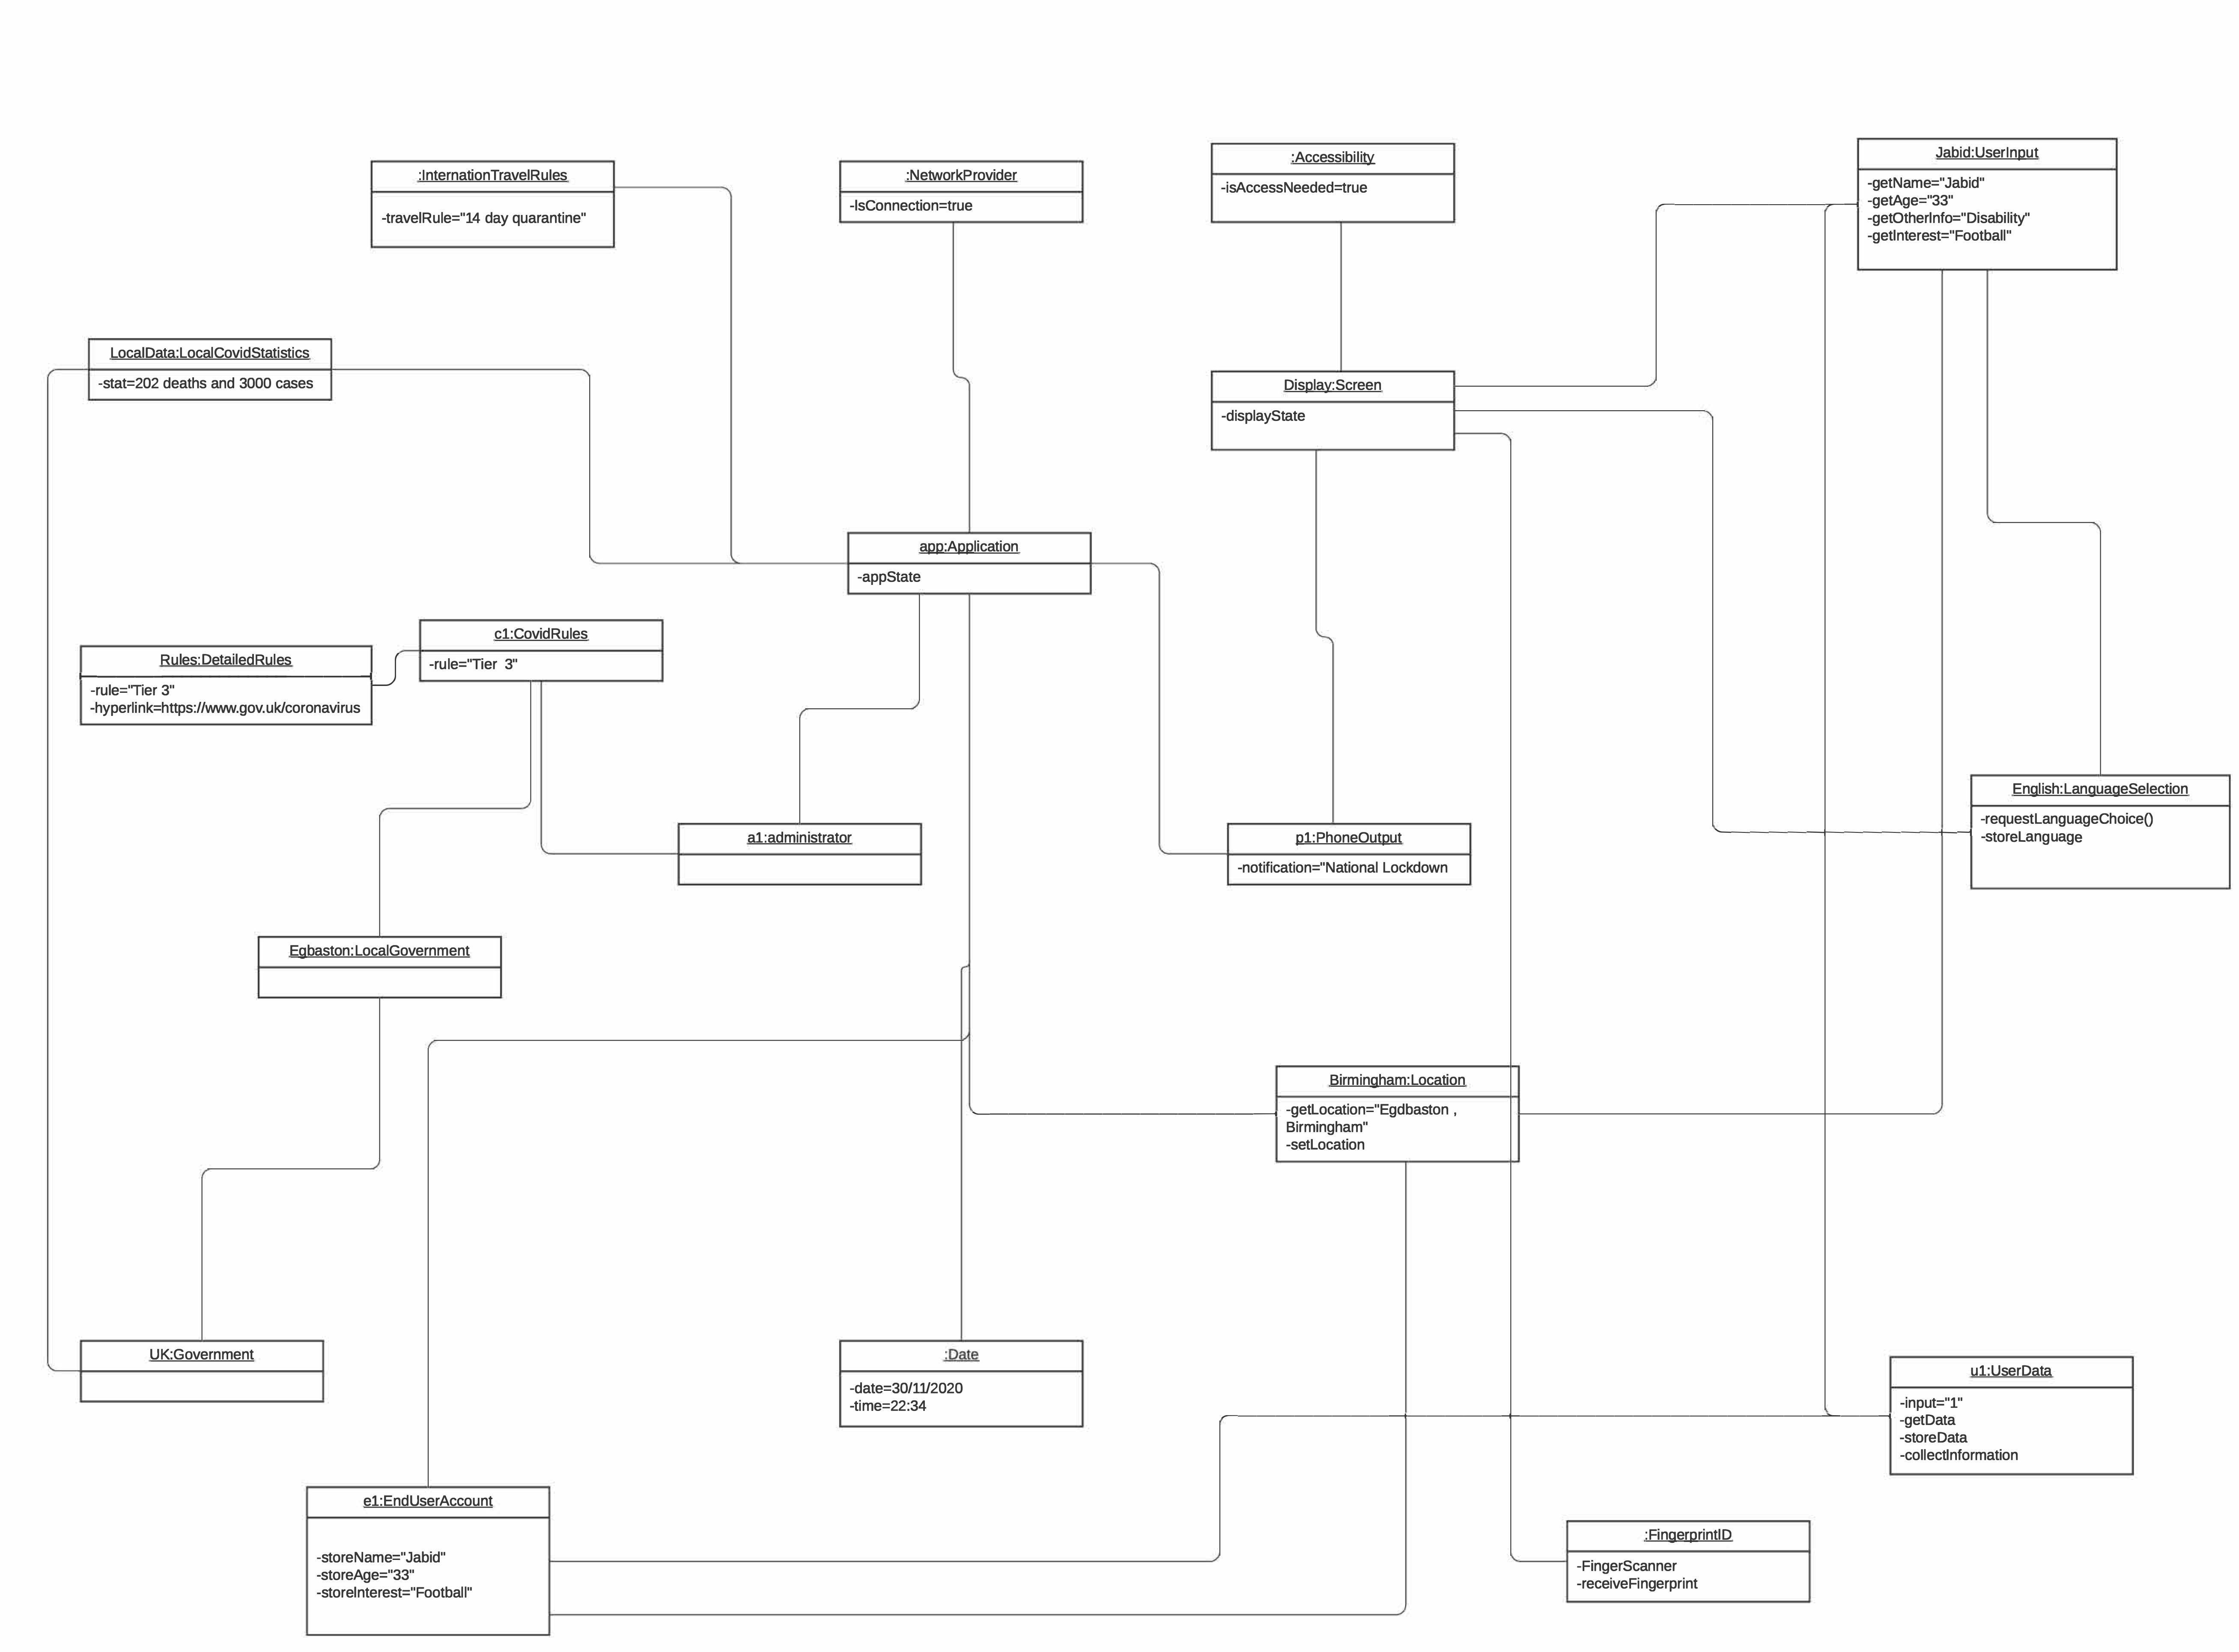 :InternationTravelRules
-travelRule="14 day quarantine"
:NetworkProvider
-IsConnection=true
:Accessibility
-isAccessNeeded=true
Jabid:UserInput
-getName="Jabid"
-getAge="33"
-getOtherInfo="Disability"
-getInterest="Football"
LocalData:LocalCovidStatistics
-stat=202 deaths and 3000 cases
Display:Screen
-displayState
app:Application
-appState
c1:CovidRules
-rule="Tier  3"
Rules:DetailedRules
-rule="Tier 3"
-hyperlink=https://www.gov.uk/coronavirus
a1:administrator
p1:PhoneOutput
-notification="National Lockdown
English:LanguageSelection
-requestLanguageChoice()
-storeLanguage
Egbaston:LocalGovernment
Birmingham:Location
-getLocation="Egdbaston ,
Birmingham"
-setLocation
UK:Government
:Date
-date=30/11/2020
-time=22:34
u1:UserData
-input="1"
-getData
-storeData
-collectInformation
e1:EndUserAccount
-storeName="Jabid"
-storeAge="33"
-storeInterest="Football"
:FingerprintID
-FingerScanner
-receiveFingerprint